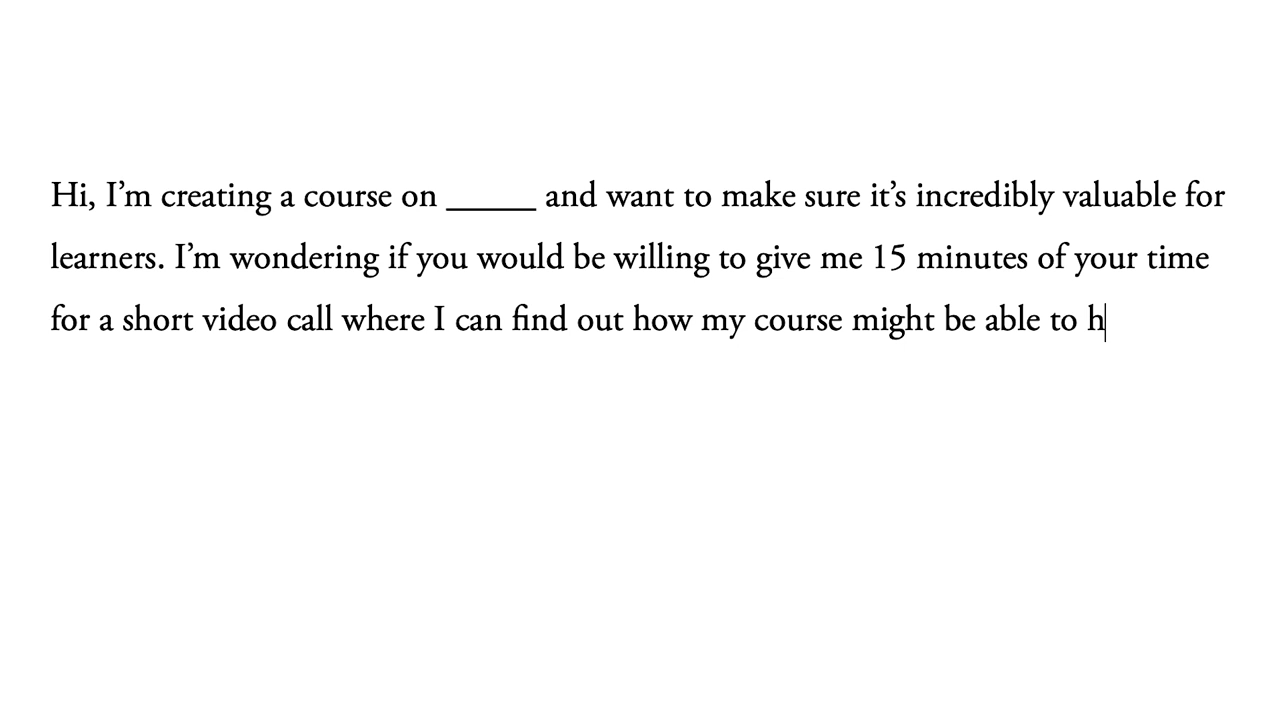 Hi, I’m creating a course on _____ and want to make sure it’s incredibly valuable for
learners. I’m wondering if you would be willing to give me 15 minutes of your time
for a short video call where I can find out how my course might be able to h